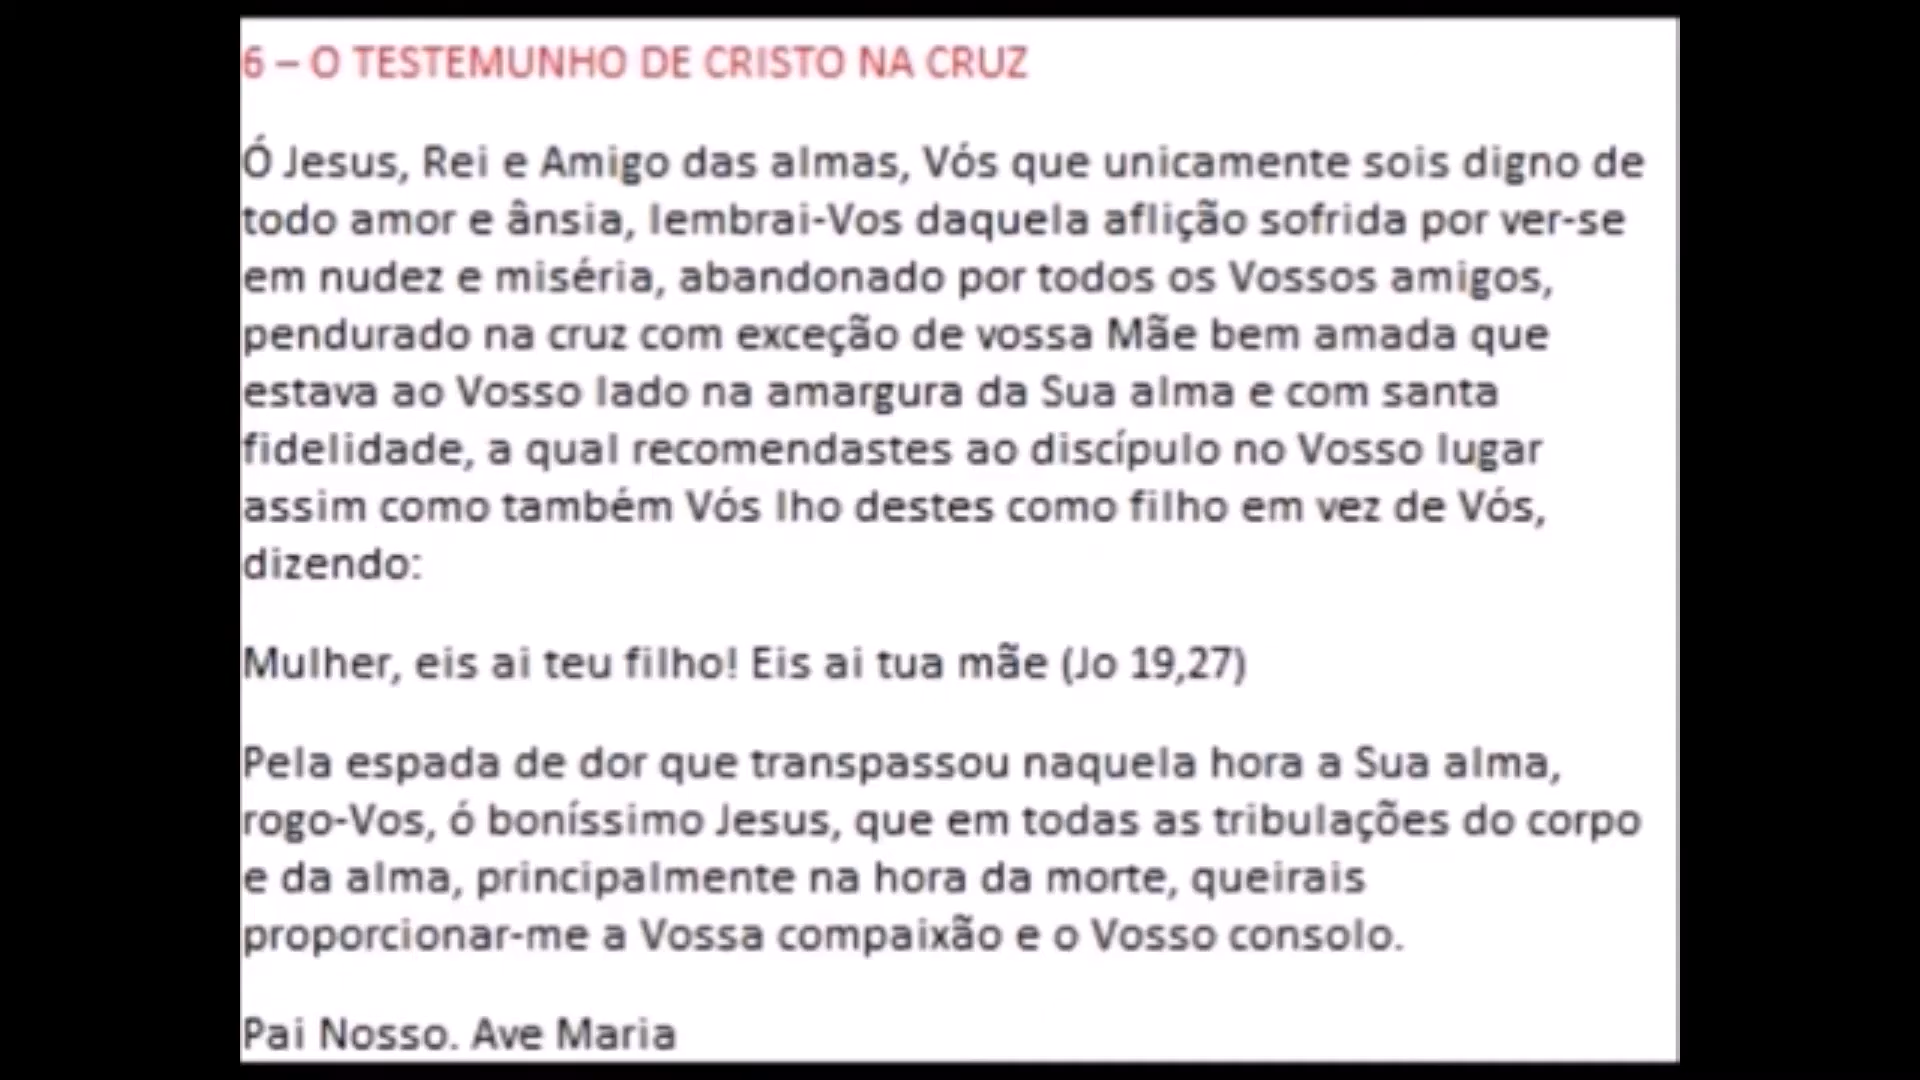 6 – O TESTEMUNHO DE CRISTO NA CRUZ
Ó Jesus, Rei e Amigo das almas, Vós que unicamente sois digno de
todo amor e ânsia, lembrai-Vos daquela aflição sofrida por ver-se
em nudez e miséria, abandonado por todos os Vossos amigos,
pendurado na cruz com exceção de vossa Mãe bem amada que
estava ao Vosso lado na amargura da Sua alma e com santa
fidelidade, a qual recomendastes ao discípulo no Vosso lugar
assim como também Vós lho destes como filho em vez de Vós,
dizendo:
Mulher, eis ai teu filho! Eis ai tua mãe (Jo 19,27)
Pela espada de dor que transpassou naquela hora a Sua alma,
rogo-Vos, ó boníssimo Jesus, que em todas as tribulações do corpo
e da alma, principalmente na hora da morte, queirais
proporcionar-me a Vossa compaixão e o Vosso consolo.
Pai Nosso. Ave Maria